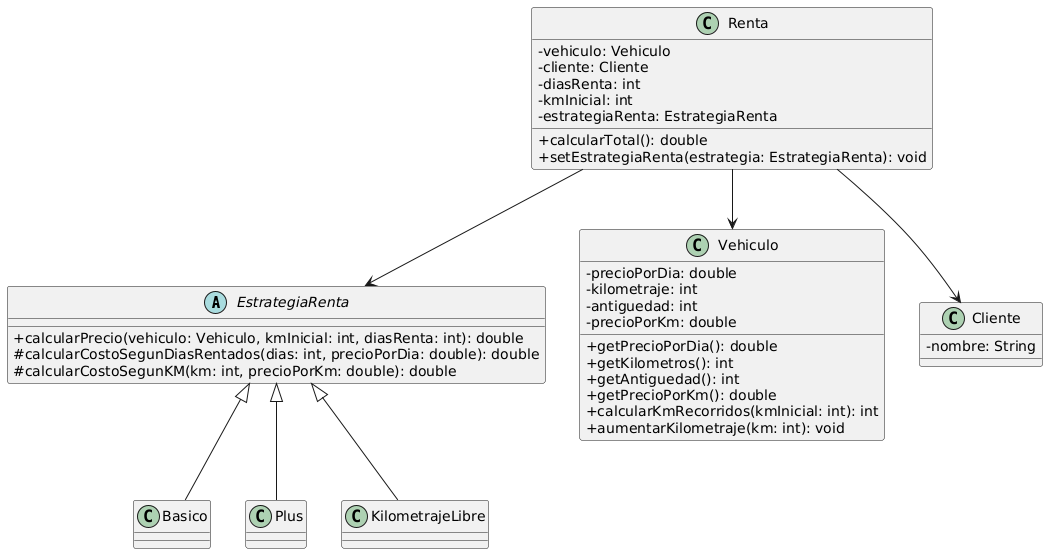 C Renta
-vehiculo: Vehiculo
-cliente: Cliente
-diasRenta: int
-kmInicial: int
-estrategiaRenta: EstrategiaRenta
+calcularTotal(): double
+setEstrategiaRenta(estrategia: EstrategiaRenta): void
A EstrategiaRenta
+calcularPrecio(vehiculo: Vehiculo, kmInicial: int, diasRenta: int): double
#calcularCostoSegunDiasRentados(dias: int, precioPorDia: double): double
#calcularCostoSegunKM(km: int, precioPorKm: double): double
C Vehiculo
-precioPorDia: double
-kilometraje: int
-antiguedad: int
-precioPorKm: double
+getPrecioPorDia(): double
+getKilometros(): int
+getAntiguedad(): int
+getPrecioPorKm(): double
+calcularKmRecorridos(kmInicial: int): int
+aumentarKilometraje(km: int): void
C Cliente
-nombre: String
C Basico
C Plus
C KilometrajeLibre